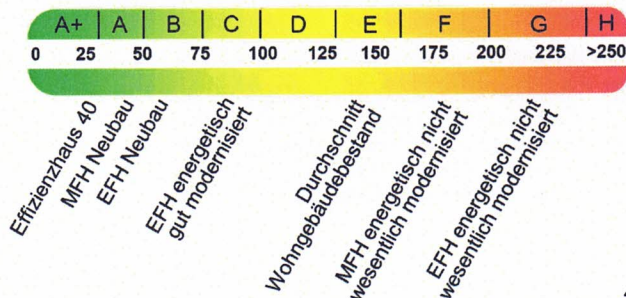 A+ A B C D E F G H
0 25 50 75 100 125 150 175 200 225 >250
Effizienzhaus 40
MFH Neubau
EFH Neubau
EFH energetisch
gut modernisiert
Durchschnitt
Wohngebäudebestand
MFH energetisch nicht
wesentlich modernisiert
EFH energetisch nicht
wesentlich modernisiert